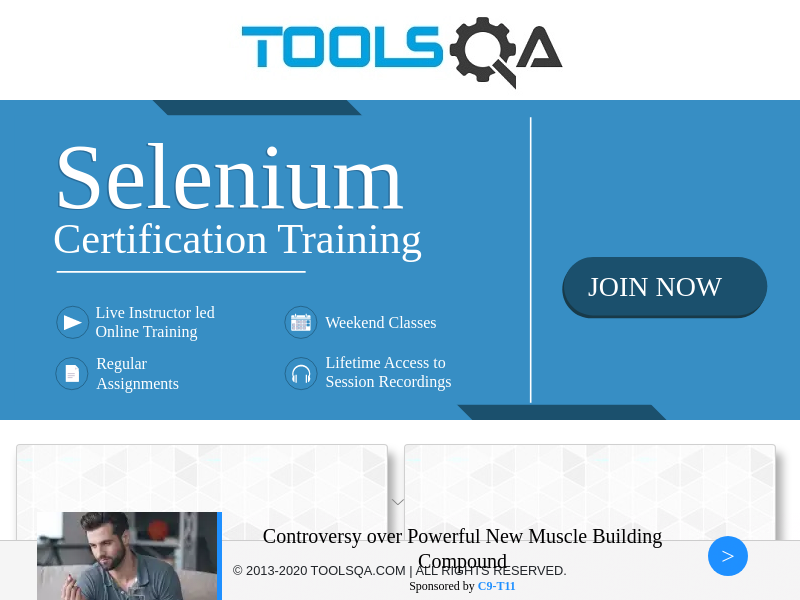 TOOLSQA
Selenium
Certification Training
Live Instructor led
Online Training
Weekend Classes
Regular
Assignments
Lifetime Access to
Session Recordings
JOIN NOW
Controversy over Powerful New Muscle Building
Compound
© 2013-2020 TOOLSQA.COM | ALL RIGHTS RESERVED.
Sponsored by C9-T11
>